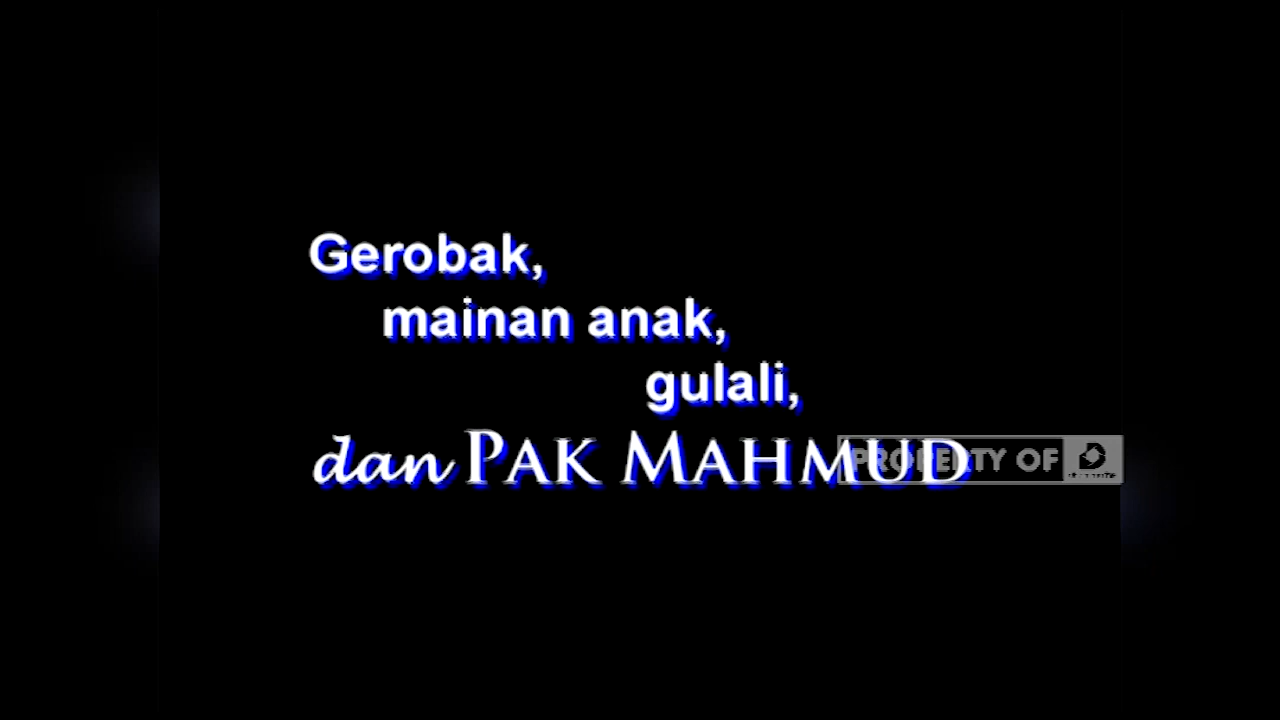 Gerobak,
mainan anak,
gulali,
dan PAK MAHMUD
PROPERTY OF